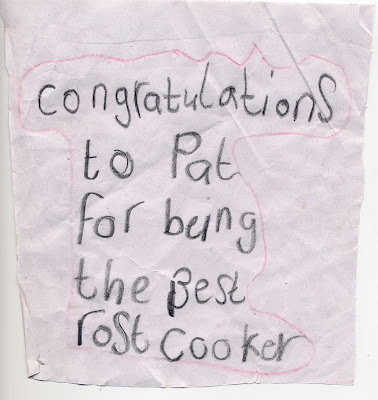 congratulations
to Pat
for being
the Best
roSt cooker